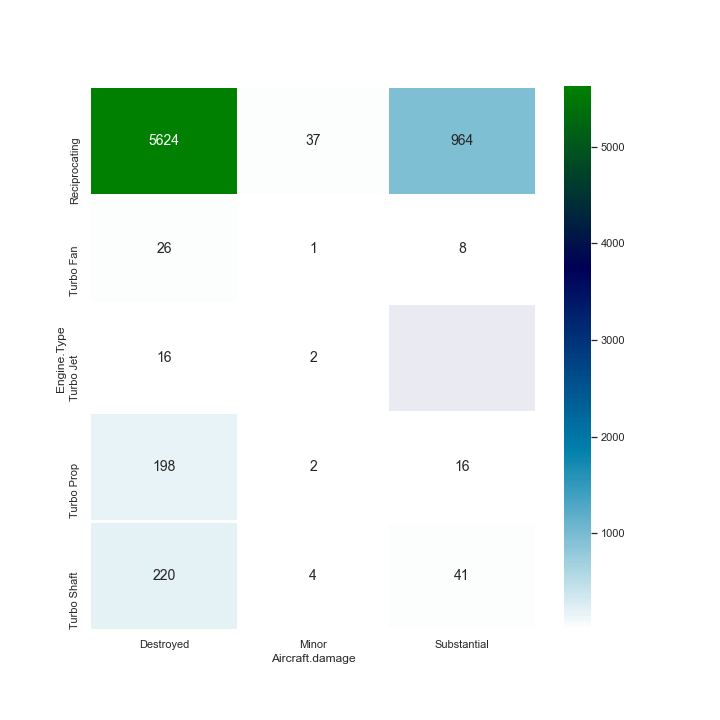 Engine.Type
Reciprocating
5624 37 964
Turbo Fan
26 1 8
Turbo Jet
16 2
Turbo Prop
198 2 16
Turbo Shaft
220 4 41
Destroyed Minor Substantial
Aircraft.damage
5000
4000
3000
2000
1000